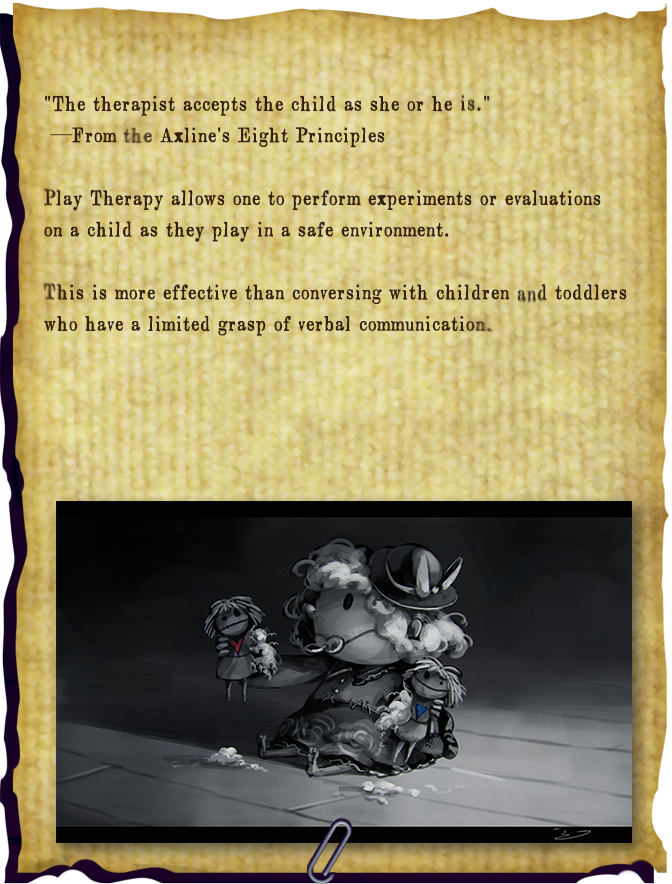 "The therapist accepts the child as she or he is."
—From the Axline's Eight Principles
Play Therapy allows one to perform experiments or evaluations
on a child as they play in a safe environment.
This is more effective than conversing with children and toddlers
who have a limited grasp of verbal communication.